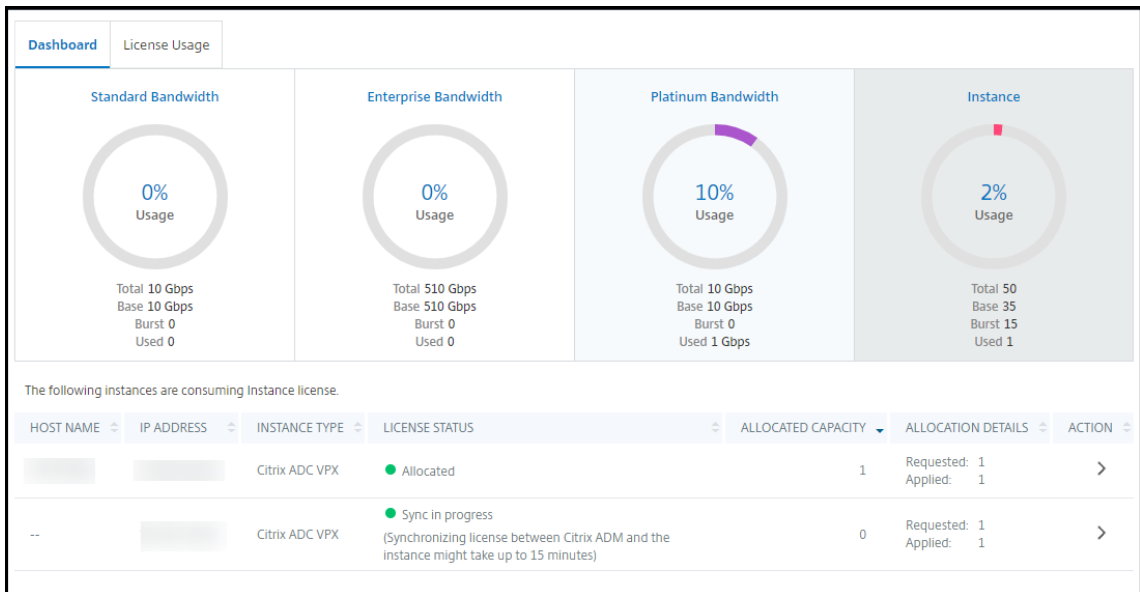 Dashboard License Usage
Standard Bandwidth
0%
Usage
Total 10 Gbps
Base 10 Gbps
Burst 0
Used 0
Enterprise Bandwidth
0%
Usage
Total 510 Gbps
Base 510 Gbps
Burst 0
Used 0
Platinum Bandwidth
10%
Usage
Total 10 Gbps
Base 10 Gbps
Burst 0
Used 1 Gbps
Instance
2%
Usage
Total 50
Base 35
Burst 15
Used 1
The following instances are consuming Instance license.
HOST NAME IP ADDRESS INSTANCE TYPE LICENSE STATUS ALLOCATED CAPACITY ALLOCATION DETAILS ACTION
Citrix ADC VPX Allocated 1 Requested: 1
Applied: 1
-- Citrix ADC VPX Sync in progress 0 Requested: 1
(Synchronizing license between Citrix ADM and the Applied: 1
instance might take up to 15 minutes)